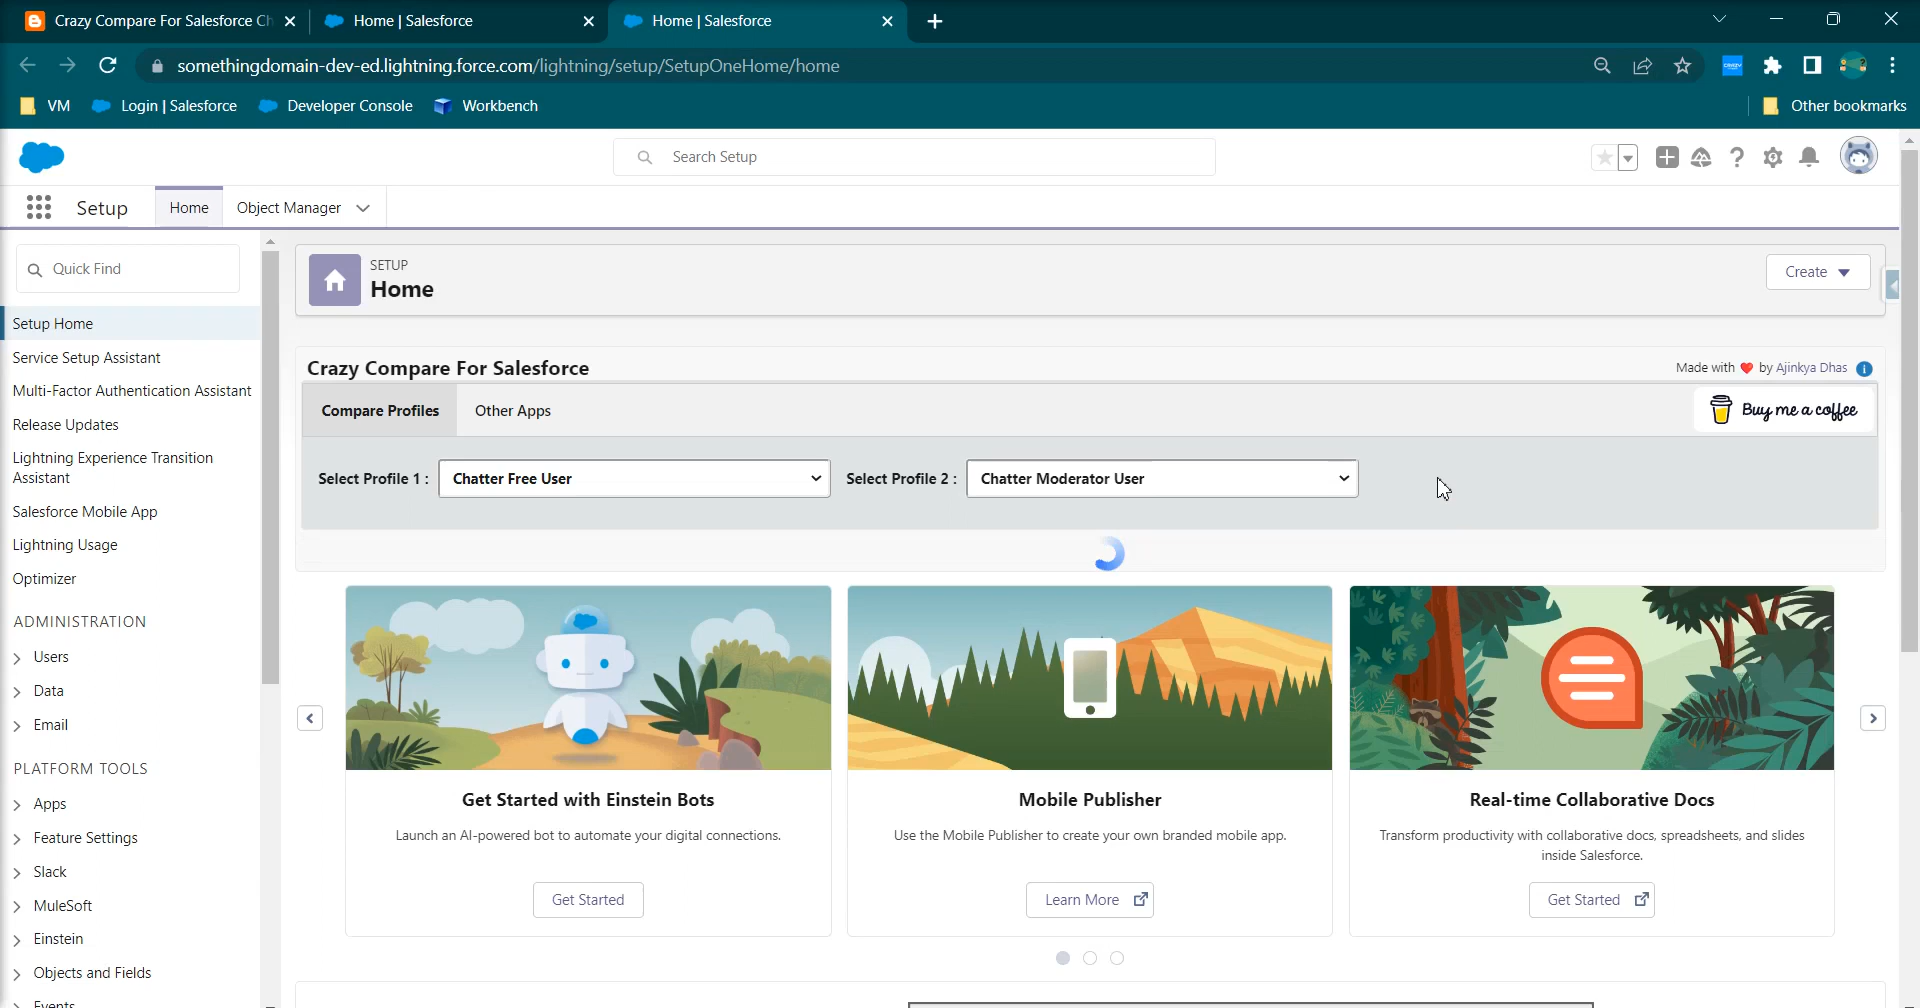 Crazy Compare For Salesforce Ch
Home | Salesforce
Home | Salesforce
somethingdomain-dev-ed.lightning.force.com/lightning/setup/SetupOneHome/home
VM
Login | Salesforce
Developer Console
Workbench
Other bookmarks
Search Setup
Setup
Home
Object Manager
Quick Find
Setup Home
Service Setup Assistant
Multi-Factor Authentication Assistant
Release Updates
Lightning Experience Transition
Assistant
Salesforce Mobile App
Lightning Usage
Optimizer
ADMINISTRATION
Users
Data
Email
PLATFORM TOOLS
Apps
Feature Settings
Slack
MuleSoft
Einstein
Objects and Fields
Events
SETUP
Home
Create
Crazy Compare For Salesforce
Made with ❤ by Ajinkya Dhas
Compare Profiles
Other Apps
Buy me a coffee
Select Profile 1 :
Chatter Free User
Select Profile 2 :
Chatter Moderator User
Get Started with Einstein Bots
Launch an AI-powered bot to automate your digital connections.
Get Started
Mobile Publisher
Use the Mobile Publisher to create your own branded mobile app.
Learn More
Real-time Collaborative Docs
Transform productivity with collaborative docs, spreadsheets, and slides
inside Salesforce.
Get Started